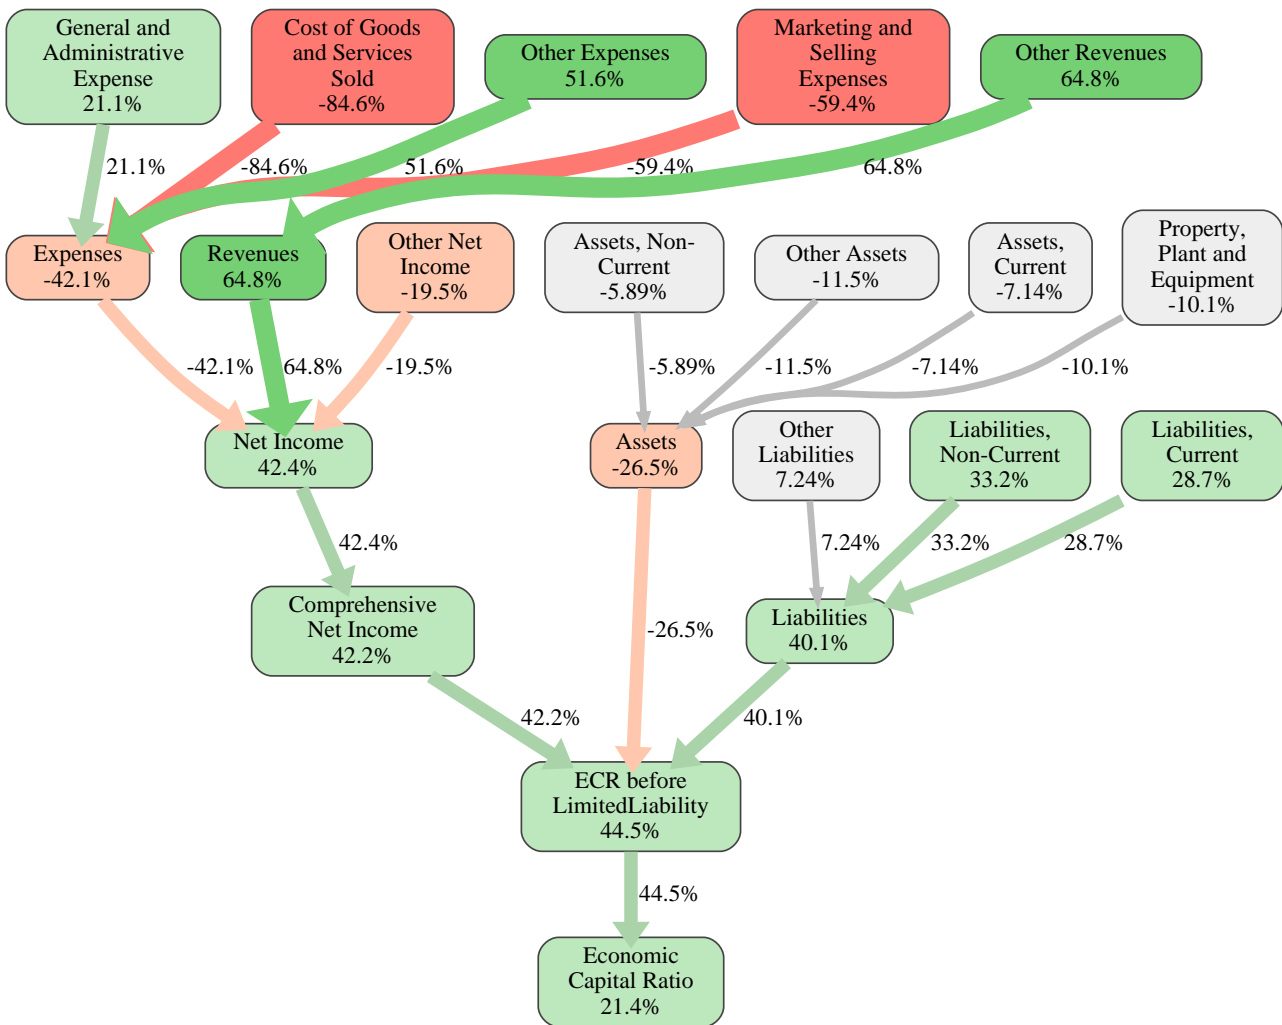 General and
Administrative
Expense
21.1%
Cost of Goods
and Services
Sold
-84.6%
Other Expenses
51.6%
Marketing and
Selling
Expenses
-59.4%
Other Revenues
64.8%
21.1%
-84.6%
51.6%
-59.4%
64.8%
Expenses
-42.1%
Revenues
64.8%
Other Net
Income
-19.5%
Assets, Non-
Current
-5.89%
Other Assets
-11.5%
Assets,
Current
-7.14%
Property,
Plant and
Equipment
-10.1%
-42.1%
64.8%
-19.5%
-5.89%
-11.5%
-7.14%
-10.1%
Net Income
42.4%
Assets
-26.5%
Other
Liabilities
7.24%
Liabilities,
Non-Current
33.2%
Liabilities,
Current
28.7%
42.4%
7.24%
33.2%
28.7%
Comprehensive
Net Income
42.2%
-26.5%
Liabilities
40.1%
42.2%
40.1%
ECR before
LimitedLiability
44.5%
44.5%
Economic
Capital Ratio
21.4%